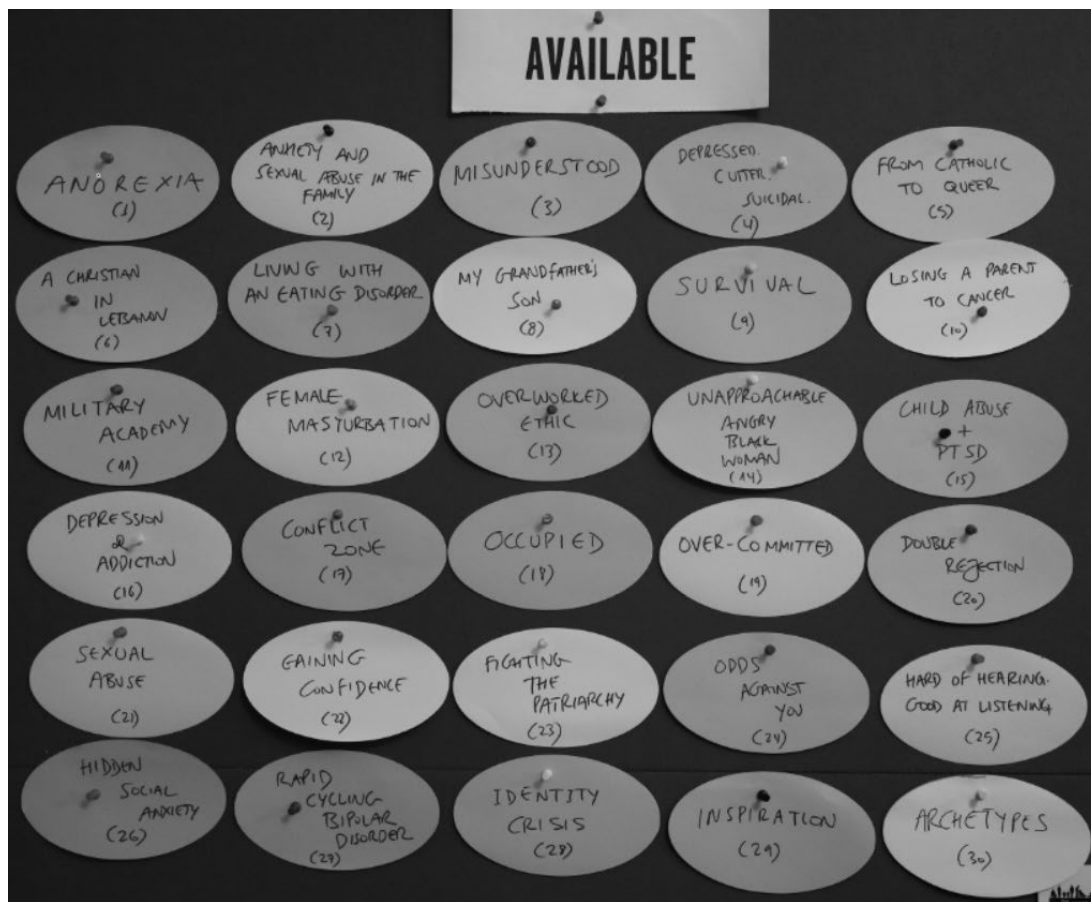 AVAILABLE
ANOREXIA
(1)
ANXIETY AND
SEXUAL ABUSE IN THE
FAMILY
(2)
MISUNDERSTOOD
(3)
DEPRESSED.
CUTTER.
SUICIDAL.
(4)
FROM CATHOLIC
TO QUEER
(5)
A CHRISTIAN
IN
LEBANON
(6)
LIVING WITH
AN EATING DISORDER
(7)
MY GRANDFATHER'S
SON
(8)
SURVIVAL
(9)
LOSING A PARENT
TO CANCER
(10)
MILITARY
ACADEMY
(11)
FEMALE
MASTURBATION
(12)
OVERWORKED
ETHIC
(13)
UNAPPROACHABLE
ANGRY
BLACK
WOMAN
(14)
CHILD ABUSE
+
PTSD
(15)
DEPRESSION
&
ADDICTION
(16)
CONFLICT
ZONE
(17)
OCCUPIED
(18)
OVER-COMMITTED
(19)
DOUBLE
REJECTION
(20)
SEXUAL
ABUSE
(21)
GAINING
CONFIDENCE
(22)
FIGHTING
THE
PATRIARCHY
(23)
ODDS
AGAINST
YOU
(24)
HARD OF HEARING.
GOOD AT LISTENING
(25)
HIDDEN
SOCIAL
ANXIETY
(26)
RAPID
CYCLING
BIPOLAR
DISORDER
(27)
IDENTITY
CRISIS
(28)
INSPIRATION
(29)
ARCHETYPES
(30)